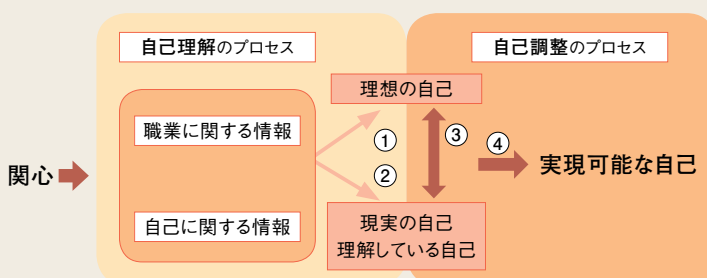 自己理解のプロセス
自己調整のプロセス
理想の自己
職業に関する情報
①
③
④
関心
実現可能な自己
②
自己に関する情報
現実の自己
理解している自己